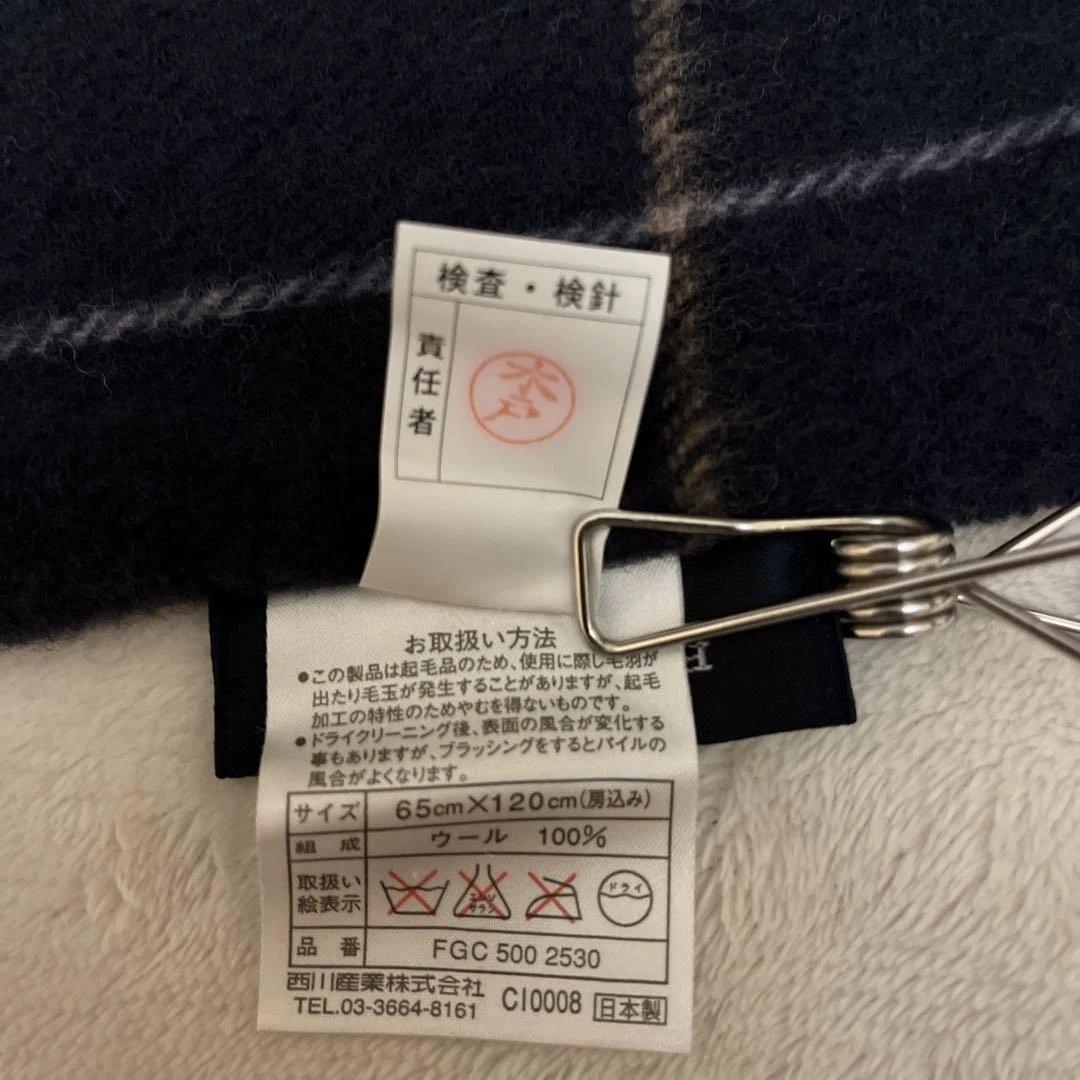 検査・検針
責任者
水戸
お取扱い方法
●この製品は起毛品のため、使用に際し毛羽が
出たり毛玉が発生することがありますが、起毛
加工の特性のためやむを得ないものです。
●ドライクリーニング後、表面の風合が変化する
事もありますが、ブラッシングをするとパイルの
風合がよくなります。
サイズ 65cm×120cm(房込み)
組成 ウール 100%
取扱い
絵表示
エンソ
サラシ
ドライ
品番 FGC 500 2530
西川産業株式会社
TEL.03-3664-8161 CI0008 日本製